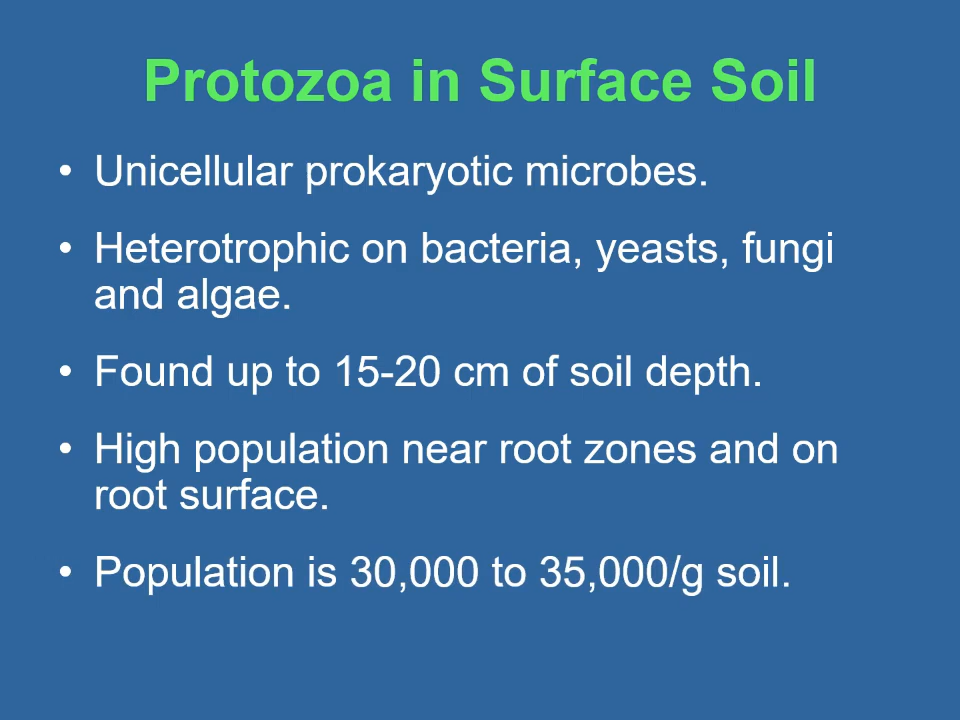 Protozoa in Surface Soil
• Unicellular prokaryotic microbes.
• Heterotrophic on bacteria, yeasts, fungi
and algae.
• Found up to 15-20 cm of soil depth.
• High population near root zones and on
root surface.
• Population is 30,000 to 35,000/g soil.